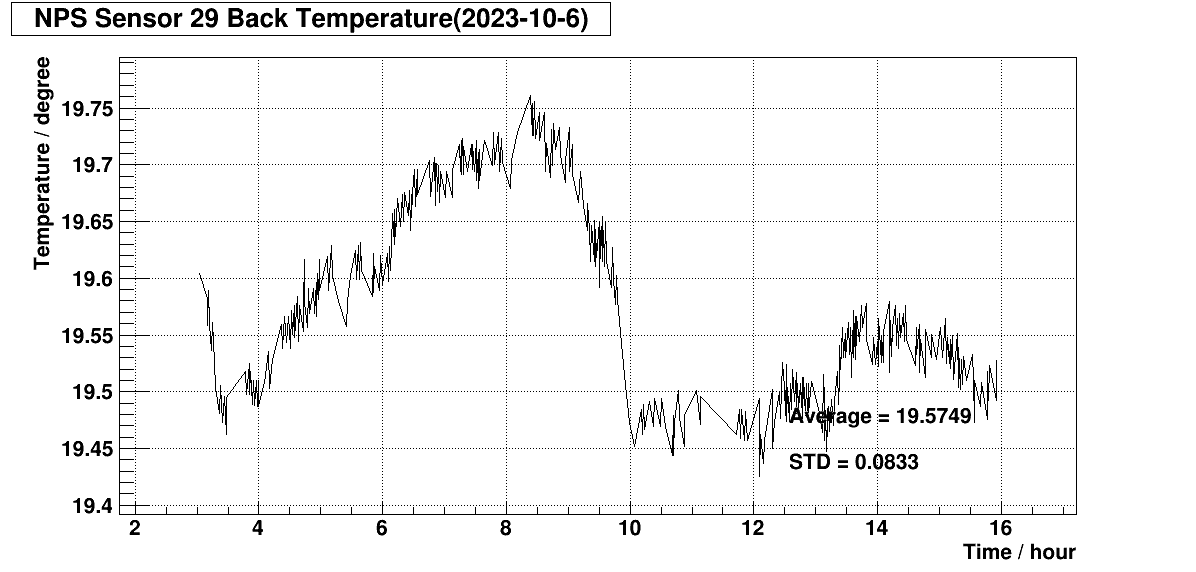 NPS Sensor 29 Back Temperature(2023-10-6)
Temperature / degree
19.75
19.7
19.65
19.6
19.55
19.5
19.45
19.4
Average = 19.5749
STD = 0.0833
2 4 6 8 10 12 14 16
Time / hour